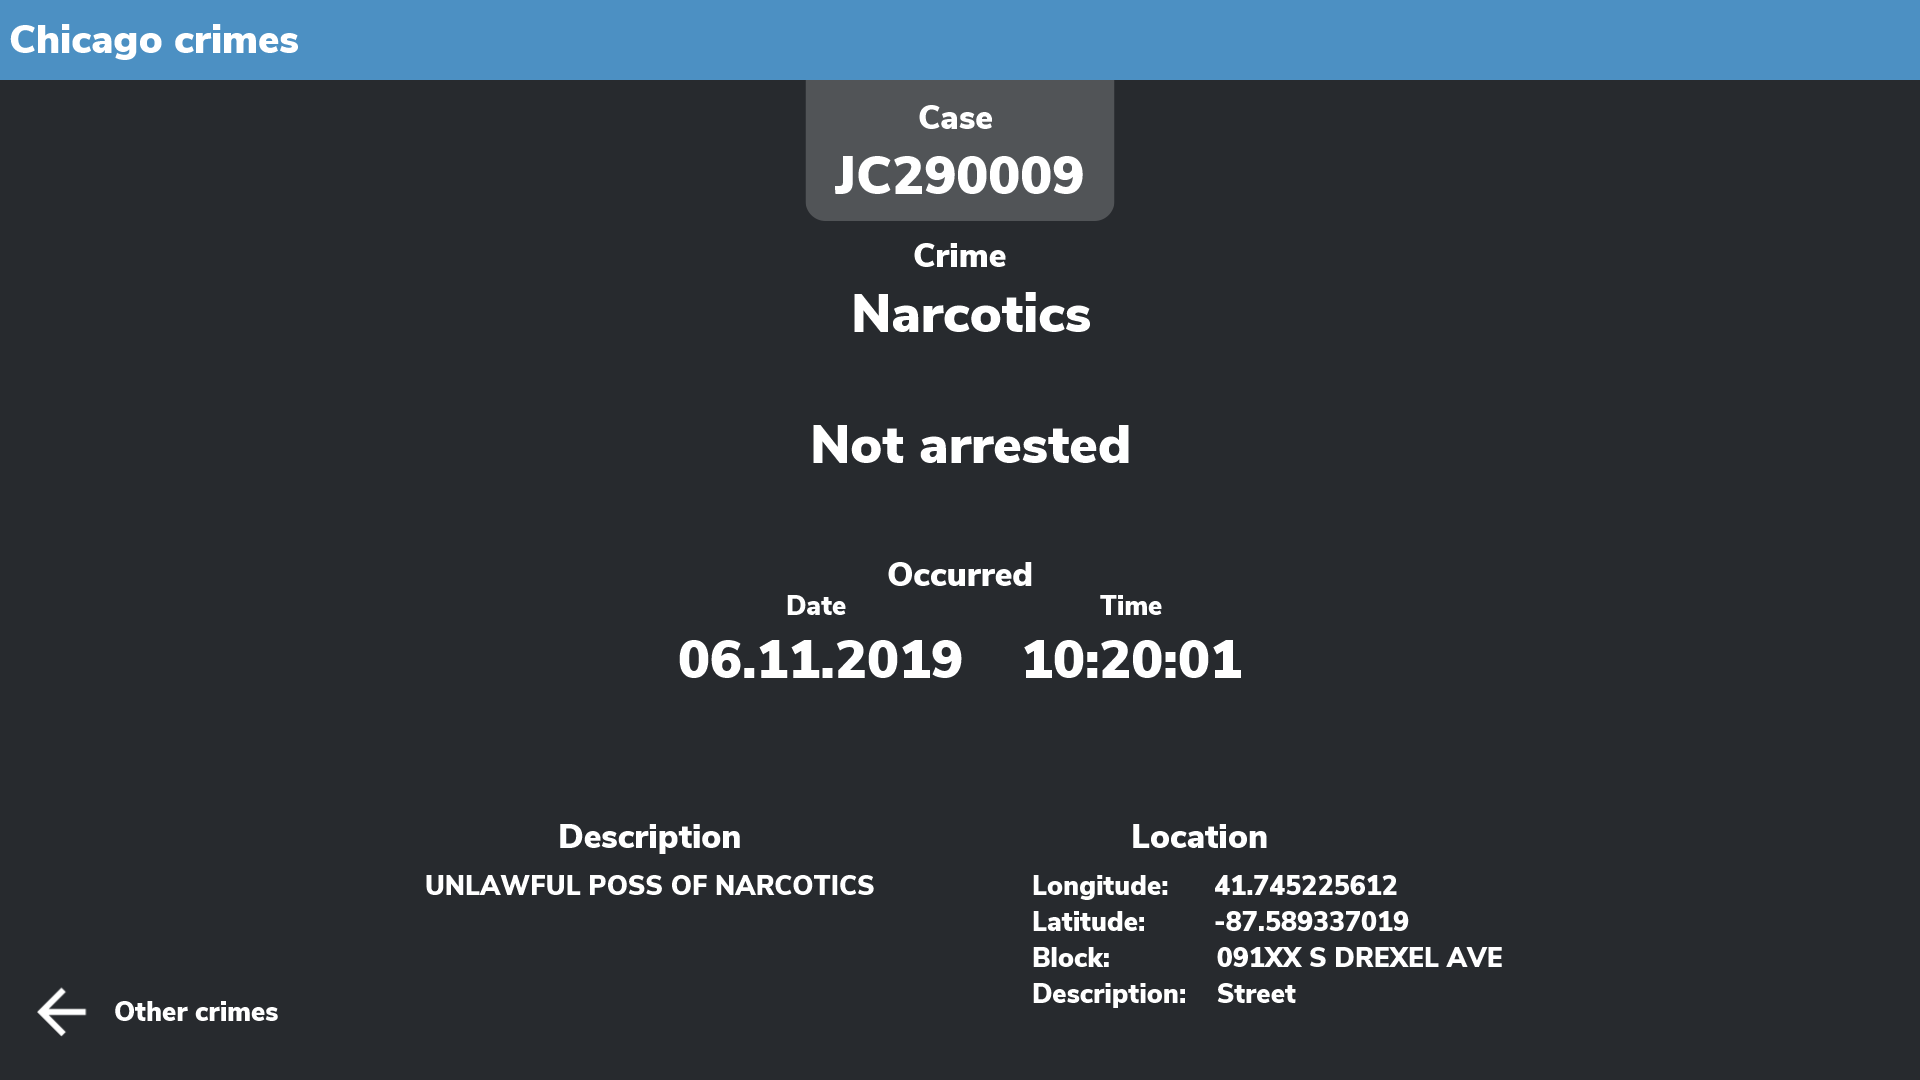 Chicago crimes
Case
JC290009
Crime
Narcotics
Not arrested
Occurred
Date
Time
06.11.2019
10:20:01
Description
UNLAWFUL POSS OF NARCOTICS
Location
Longitude: 41.745225612
Latitude: -87.589337019
Block: 091XX S DREXEL AVE
Description: Street
Other crimes